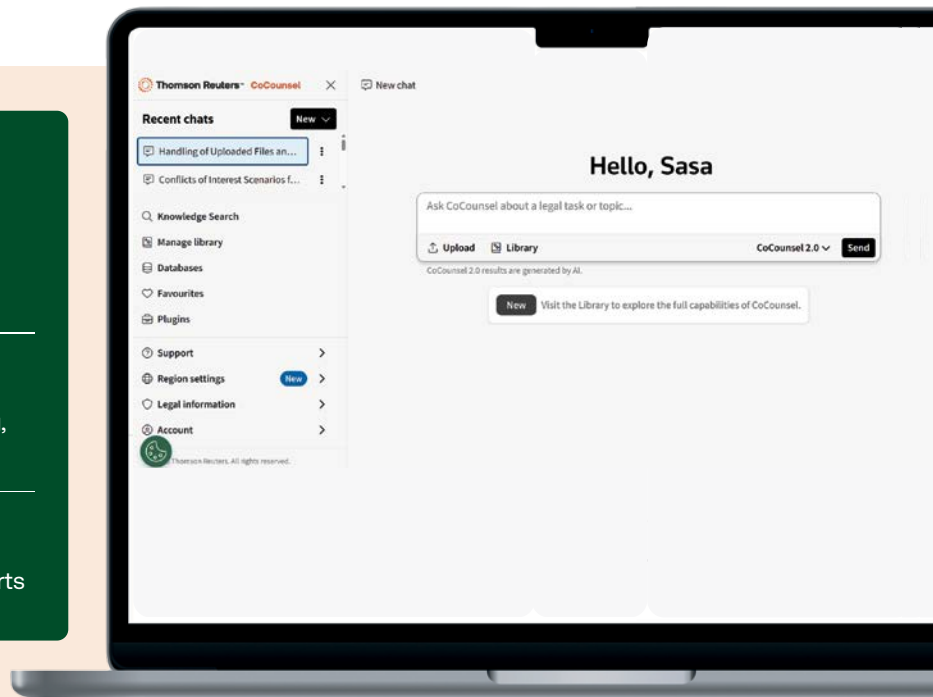 Thomson Reuters™ CoCounsel
New chat
Recent chats
New
Handling of Uploaded Files an...
Conflicts of Interest Scenarios f...
Knowledge Search
Manage library
Databases
Favourites
Plugins
Support
Region settings
New
Legal information
Account
Thomson Reuters. All rights reserved.
Hello, Sasa
Ask CoCounsel about a legal task or topic...
Upload
Library
CoCounsel 2.0
Send
CoCounsel 2.0 results are generated by AI.
New
Visit the Library to explore the full capabilities of CoCounsel.
rts